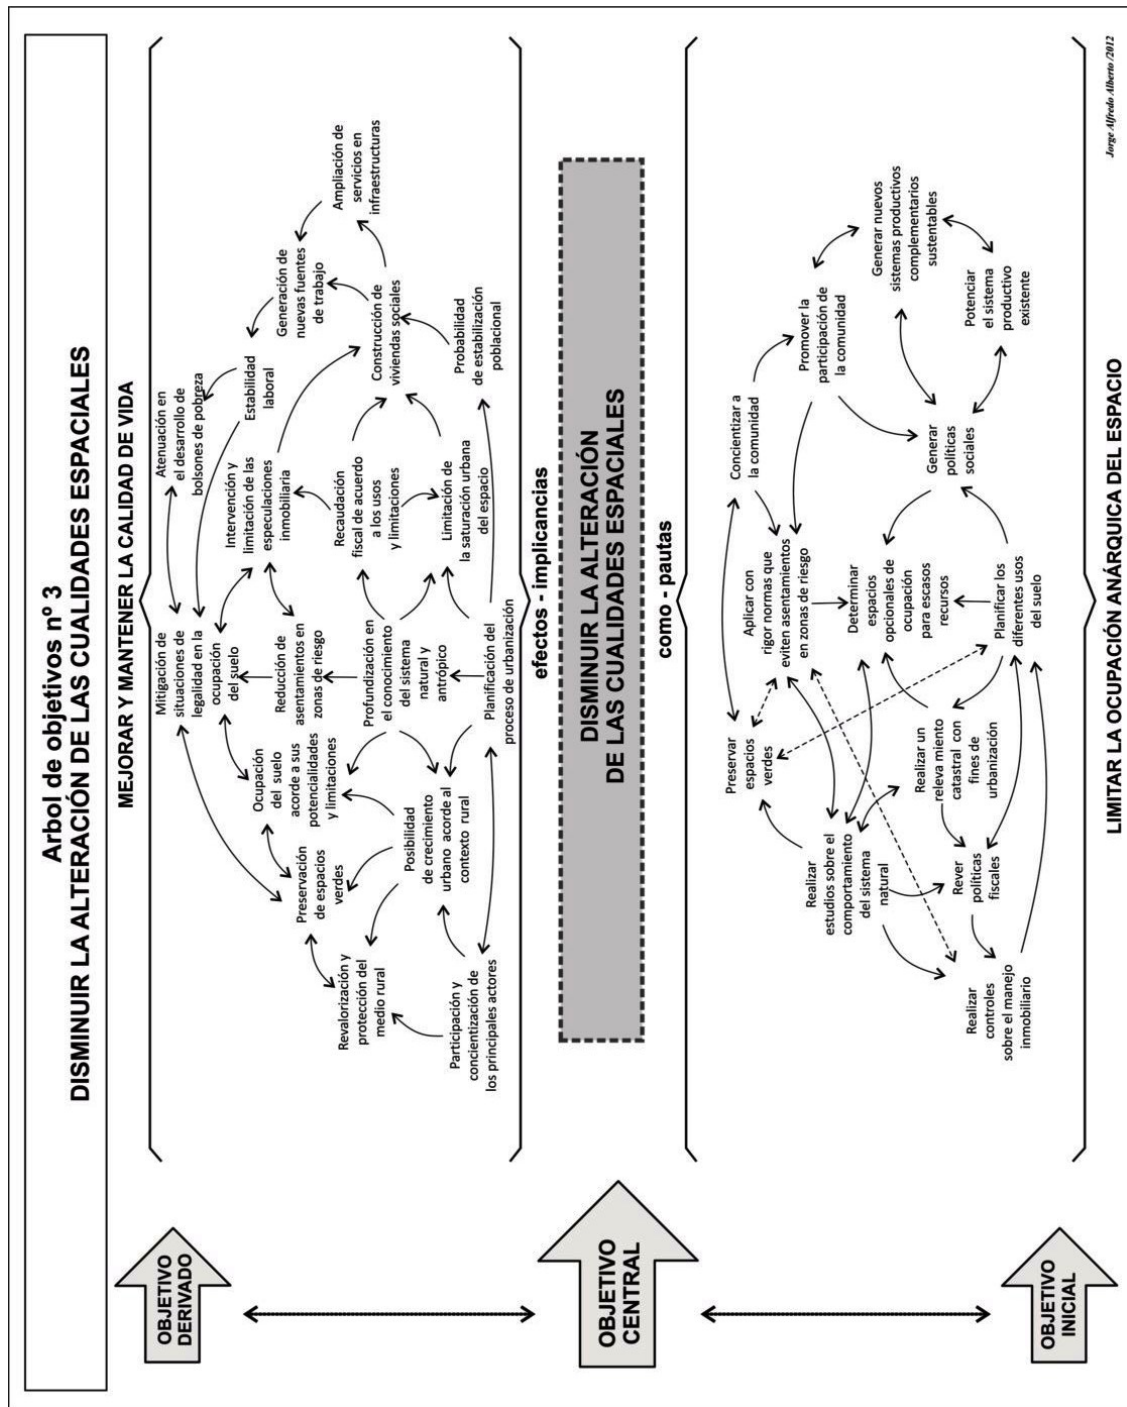 Arbol de objetivos nº 3
DISMINUIR LA ALTERACIÓN DE LAS CUALIDADES ESPACIALES
OBJETIVO
DERIVADO
MEJORAR Y MANTENER LA CALIDAD DE VIDA
Mitigación de
situaciones de
legalidad en la
ocupación
del suelo
Atenuación en
el desarrollo de
bolsones de pobreza
Estabilidad
laboral
Generación de
nuevas fuentes
de trabajo
Ampliación de
servicios en
infraestructuras
Revalorización y
protección del
medio rural
Preservación
de espacios
verdes
Ocupación
del suelo
acorde a sus
potencialidades
y limitaciones
Reducción de
asentamientos en
zonas de riesgo
Intervención y
limitación de las
especulaciones
inmobiliaria
Construcción de
viviendas sociales
Posibilidad
de crecimiento
urbano acorde al
contexto rural
Profundización en
el conocimiento
del sistema
natural y
antrópico
Recaudación
fiscal de acuerdo
a los usos
y limitaciones
Participación y
concientización de
los principales actores
Planificación del
proceso de urbanización
Limitación de
la saturación urbana
del espacio
Probabilidad
de estabilización
poblacional
efectos - implicancias
OBJETIVO
CENTRAL
DISMINUIR LA ALTERACIÓN
DE LAS CUALIDADES ESPACIALES
como - pautas
Preservar
espacios
verdes
Aplicar con
rigor normas que
eviten asentamientos
en zonas de riesgo
Concientizar a
la comunidad
Promover la
participación de
la comunidad
Realizar
estudios sobre el
comportamiento
del sistema
natural
Determinar
espacios
opcionales de
ocupación
para escasos
recursos
Generar nuevos
sistemas productivos
complementarios
sustentables
Realizar un
releva miento
catastral con
fines de
urbanización
Generar
políticas
sociales
Rever
políticas
fiscales
Planificar los
diferentes usos
del suelo
Potenciar
el sistema
productivo
existente
Realizar
controles
sobre el manejo
inmobiliario
OBJETIVO
INICIAL
LIMITAR LA OCUPACIÓN ANÁRQUICA DEL ESPACIO
Jorge Alfredo Alberto /2012